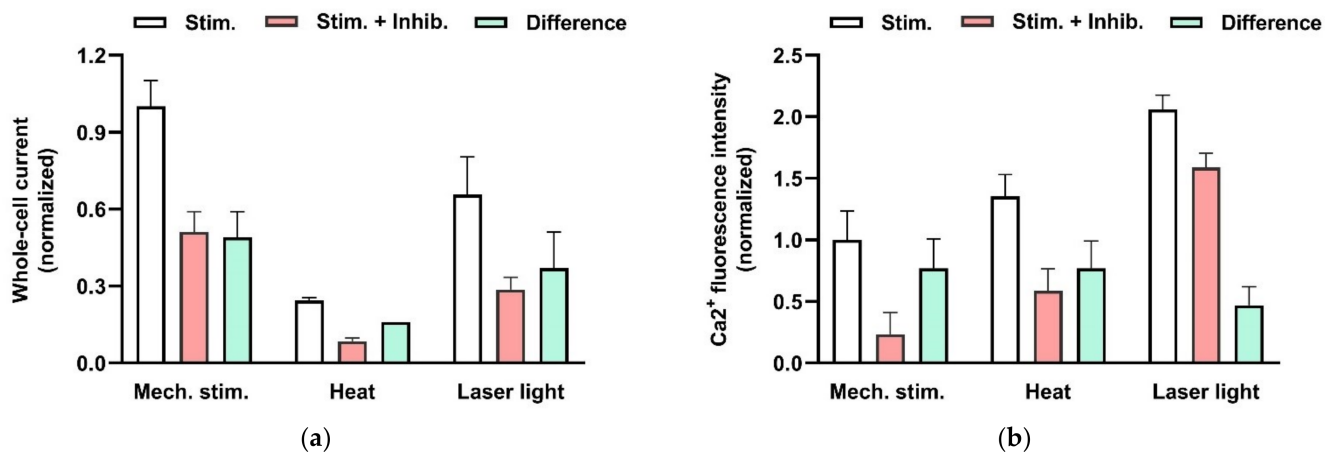 Stim. Stim. + Inhib. Difference
Whole-cell current
(normalized)
1.2
0.9
0.6
0.3
0.0
Mech. stim. Heat Laser light
(a)
Stim. Stim. + Inhib. Difference
Ca2+ fluorescence intensity
(normalized)
2.5
2.0
1.5
1.0
0.5
0.0
Mech. stim. Heat Laser light
(b)